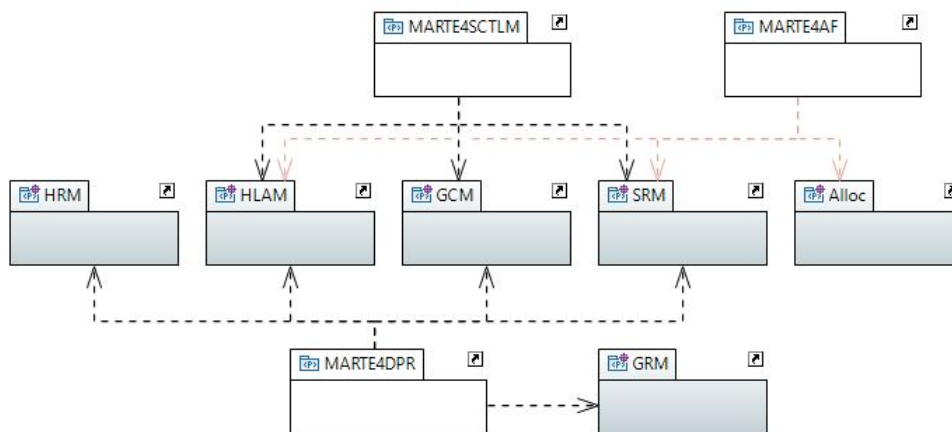 MARTE4SCTLM
MARTE4AF
HRM
HLAM
GCM
SRM
Alloc
MARTE4DPR
GRM